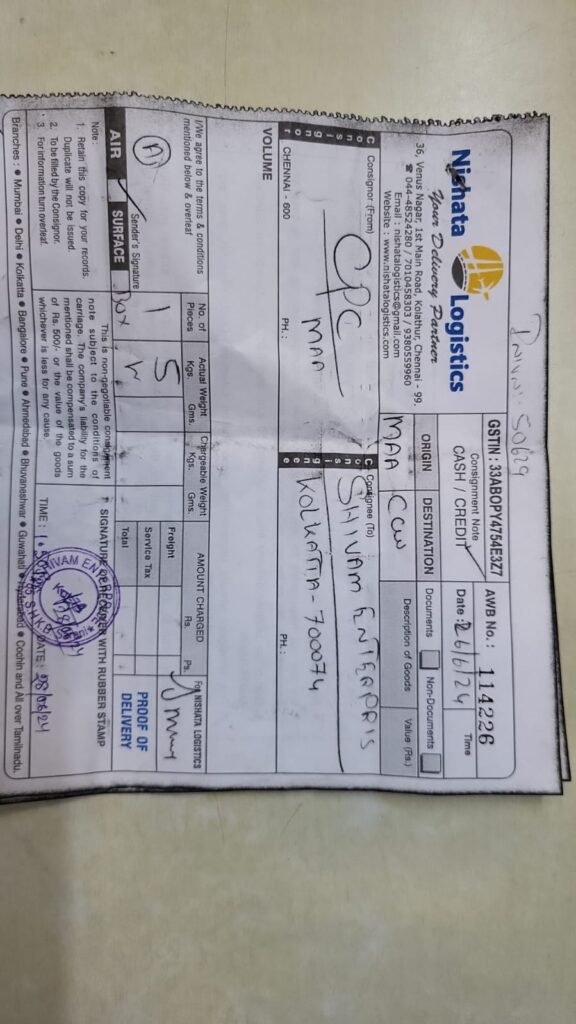 Nishata Logistics
Your Delivery Partner
36, Venus Nagar, 1st Main Road, Kolathur, Chennai - 99.
☎ 044-48524280 / 7010458303 / 9380559960
Email : nishatalogistics@gmail.com
Website : www.nishatalogistics.com
GSTIN : 33ABOPY4754E3Z7
Consignment Note
CASH / CREDIT
AWB No. : 114226
Date : 26/6/24
Time
ORIGIN
DESTINATION
Documents
Non-Documents
MAA
CCU
Description of Goods
Value (Rs.)
Consignor
Consignor (From)
CPC
MAA
CHENNAI - 600
PH. :
Consignee
Consignee (To)
SHIVAM ENTERPRIS
KOLKATTA - 700074
PH. :
VOLUME
I/We agree to the terms & conditions
mentioned below & overleaf
Sender's Signature
No. of Pieces
Actual Weight
Kgs. Gms.
Chargeable Weight
Kgs. Gms.
AMOUNT CHARGED
Rs. Ps.
1
Box
5
Freight
Service Tax
Total
For NISHATA LOGISTICS
PROOF OF
DELIVERY
AIR
SURFACE
Note :
1. Retain this copy for your records.
Duplicate will not be issued.
2. To be filled by the Consignor.
3. For information turn overleaf.
This is non-negotiable consignment
note subject to the conditions of
carriage. The company's liability for the
mentioned shall be compensated to a sum
of Rs. 500/- or the value of the goods
whichever is less for any cause.
SIGNATURE OF RECEIVER WITH RUBBER STAMP
TIME :
DATE : 28/06/24
Branches : ● Mumbai ● Delhi ● Kolkatta ● Bangalore ● Pune ● Ahmedabad ● Bhuvaneshwar ● Guwahati ● Hyderabad ● Cochin and All over Tamilnadu.